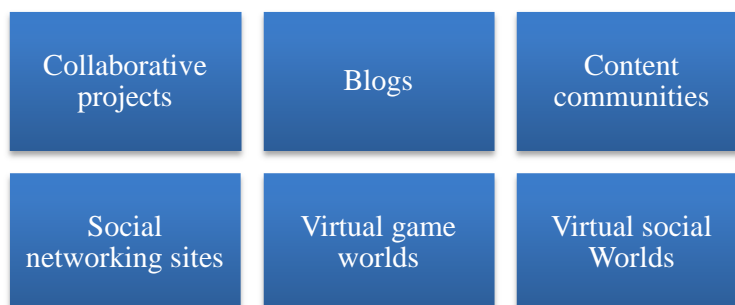 Collaborative
projects
Blogs
Content
communities
Social
networking sites
Virtual game
worlds
Virtual social
Worlds